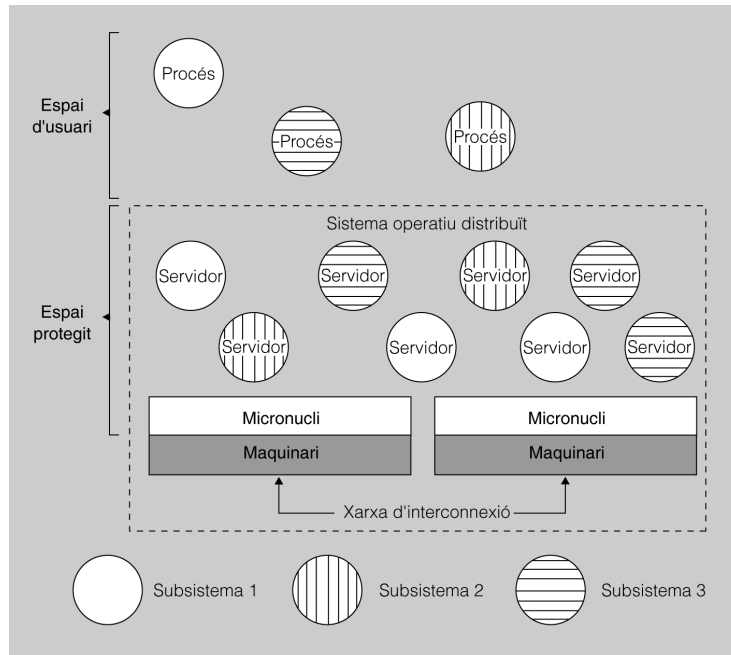 Procés
Espai
d'usuari
Procés
Procés
Sistema operatiu distribuït
Servidor
Servidor
Servidor
Servidor
Espai
protegit
Servidor
Servidor
Servidor
Servidor
Micronucli
Micronucli
Maquinari
Maquinari
Xarxa d'interconnexió
Subsistema 1
Subsistema 2
Subsistema 3